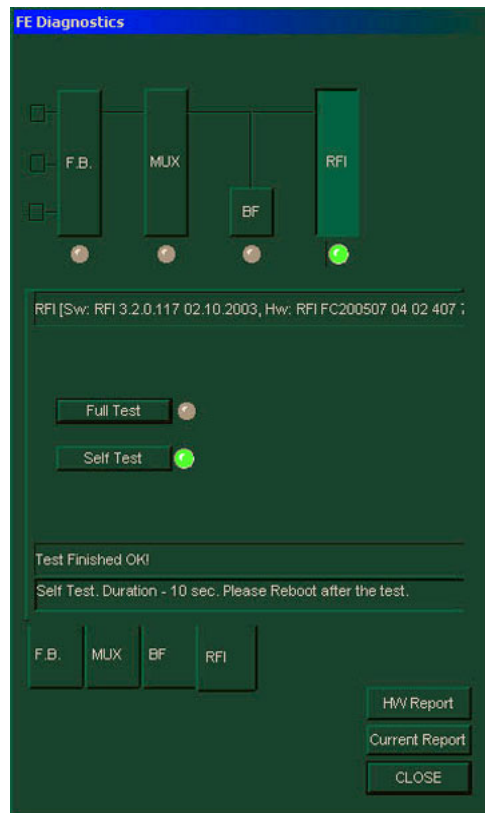 FE Diagnostics
F.B.
MUX
RFI
BF
RFI [Sw: RFI 3.2.0.117 02.10.2003, Hw: RFI FC200507 04 02 407
Full Test
Self Test
Test Finished OK!
Self Test. Duration - 10 sec. Please Reboot after the test.
F.B.
MUX
BF
RFI
HW Report
Current Report
CLOSE